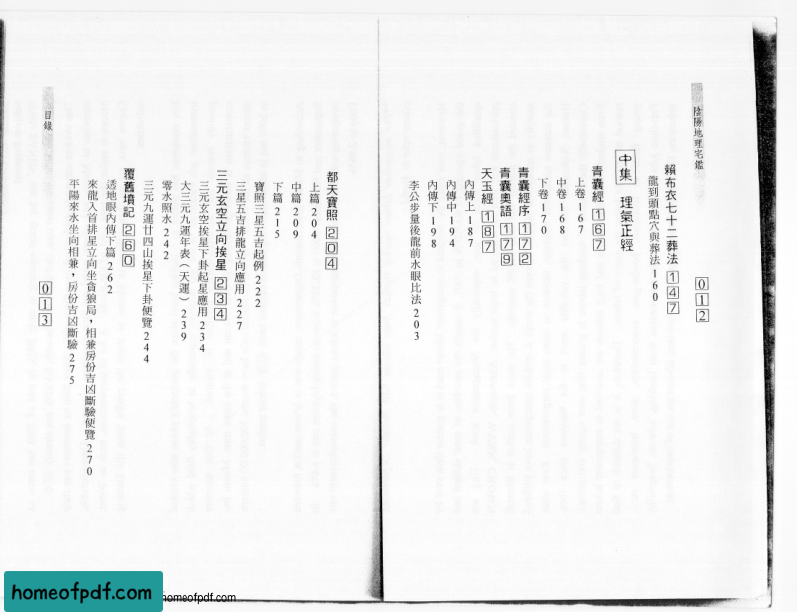 陰陽地理宅鑑
012
賴布衣七十二葬法 147
龍到頭點穴與葬法 160
中集 理氣正經
青囊經 167
上卷 167
中卷 168
下卷 170
青囊經序 172
青囊奧語 179
天玉經 187
內傳上 187
內傳中 194
內傳下 198
李公步量後龍前水眼比法 203
都天寶照 204
上篇 204
中篇 209
下篇 215
寶照三星五吉起例 222
三星五吉排龍立向應用 227
三元玄空立向挨星 234
三元玄空挨星下卦起星應用 234
大三元九運年表(天運) 239
零水照水 242
三元九運廿四山挨星下卦便覽 244
覆舊墳記 260
透地眼內傳下篇 262
來龍入首排星立向坐貪狼局,相兼房份吉凶斷驗便覽 270
平陽來水坐向相兼,房份吉凶斷驗 275
目錄
013
homeofpdf.com
homeofpdf.com